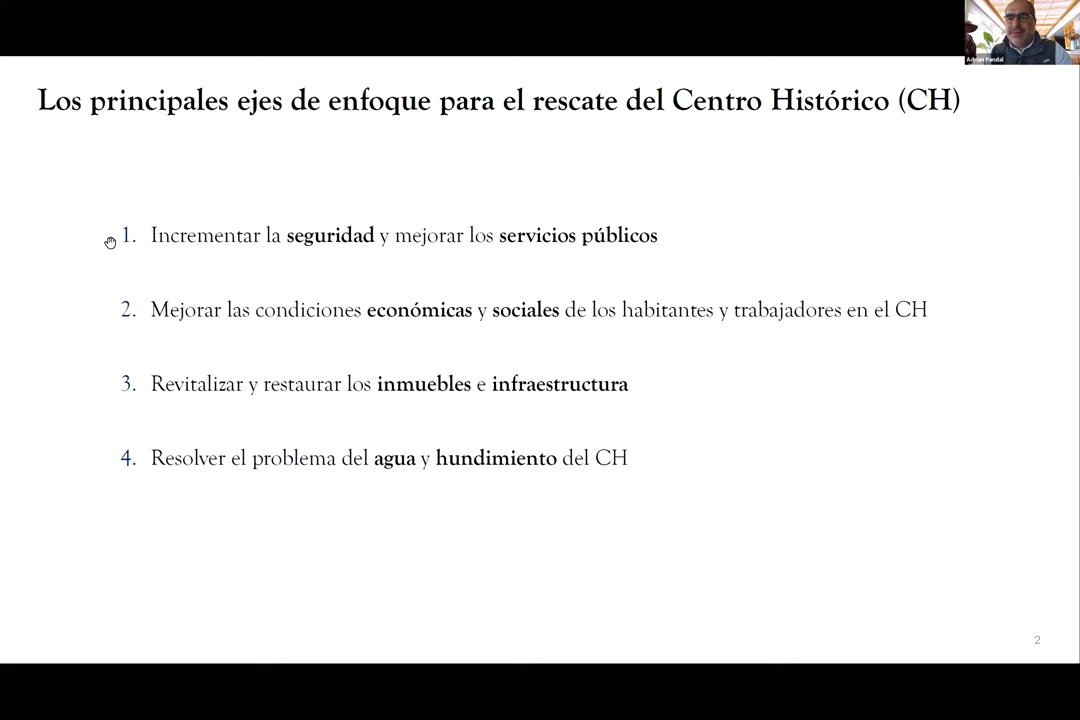 Adrian Pandal
Los principales ejes de enfoque para el rescate del Centro Histórico (CH)
1. Incrementar la seguridad y mejorar los servicios públicos
2. Mejorar las condiciones económicas y sociales de los habitantes y trabajadores en el CH
3. Revitalizar y restaurar los inmuebles e infraestructura
4. Resolver el problema del agua y hundimiento del CH
2